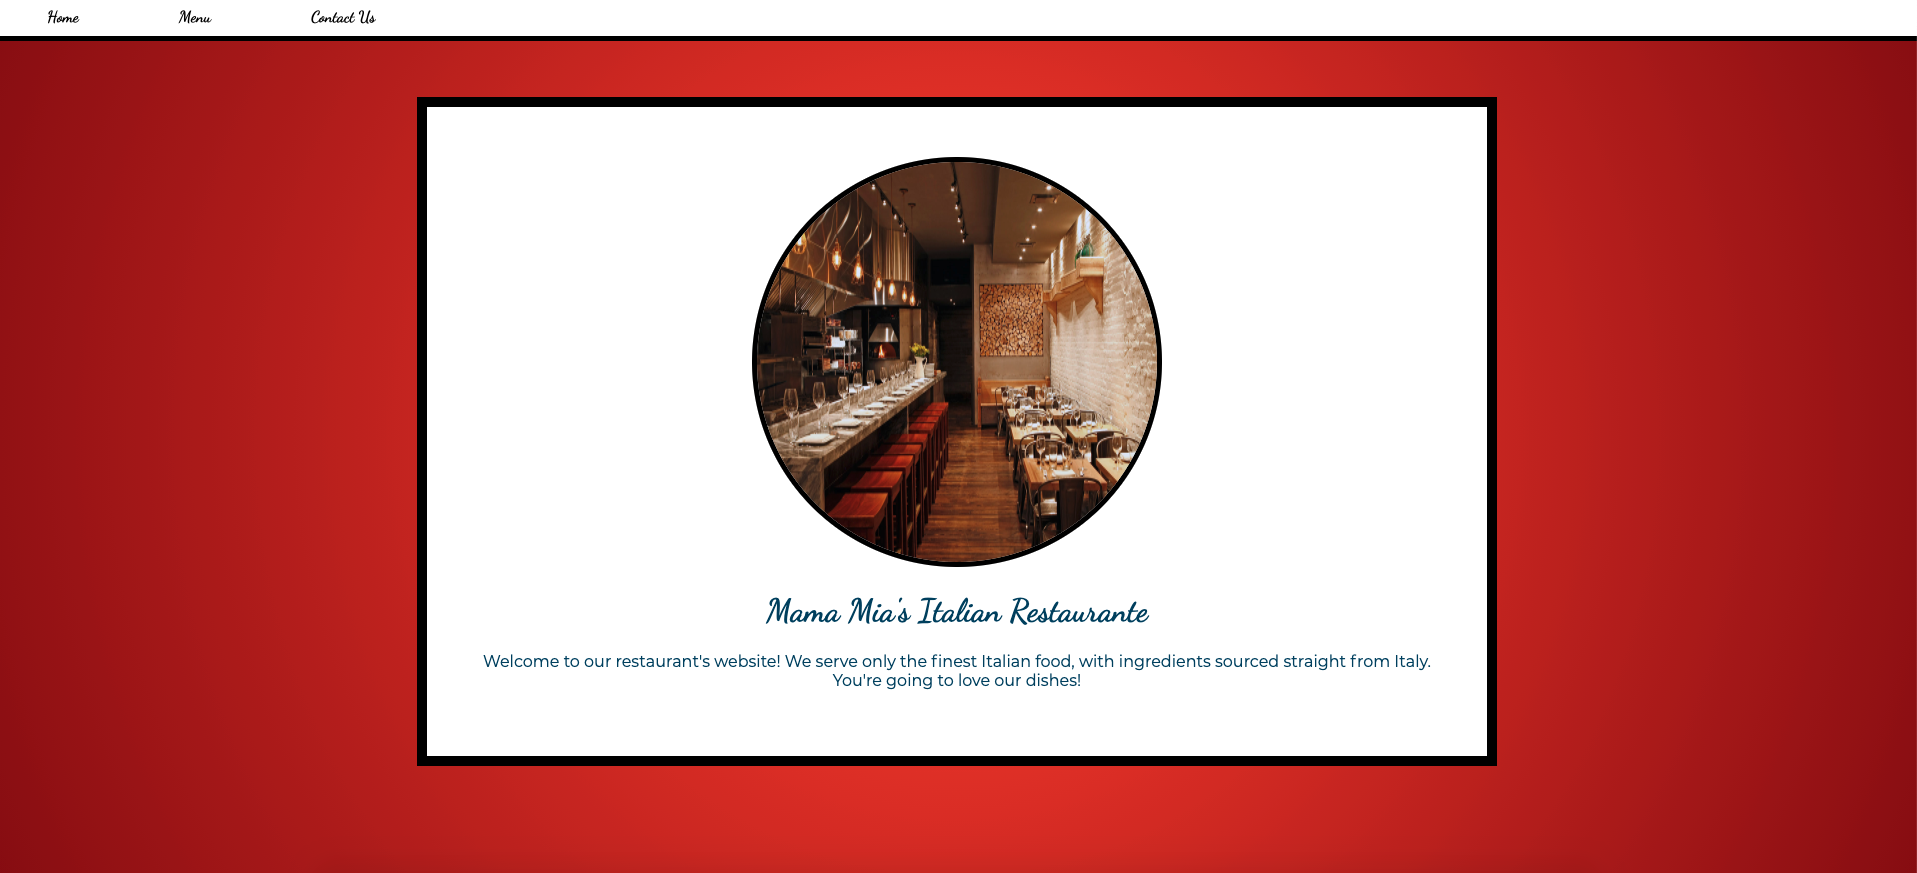 Home Menu Contact Us
Mama Mia's Italian Restaurante
Welcome to our restaurant's website! We serve only the finest Italian food, with ingredients sourced straight from Italy.
You're going to love our dishes!